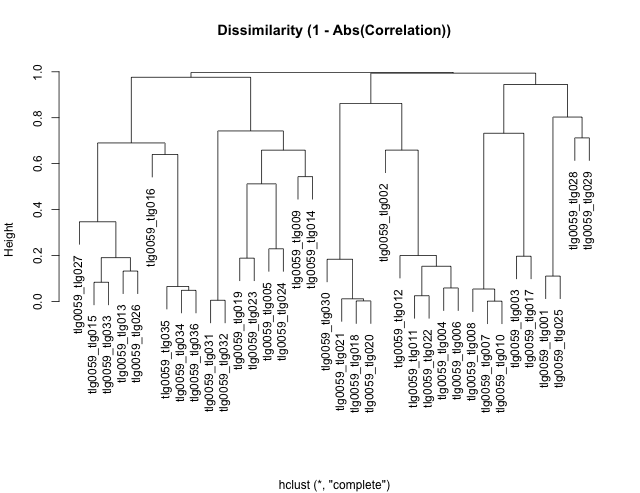 Dissimilarity (1 - Abs(Correlation))
Height
1.0
0.8
0.6
0.4
0.2
0.0
tlg0059_tlg027
tlg0059_tlg015
tlg0059_tlg033
tlg0059_tlg013
tlg0059_tlg026
tlg0059_tlg016
tlg0059_tlg035
tlg0059_tlg034
tlg0059_tlg036
tlg0059_tlg031
tlg0059_tlg032
tlg0059_tlg019
tlg0059_tlg023
tlg0059_tlg005
tlg0059_tlg024
tlg0059_tlg009
tlg0059_tlg014
tlg0059_tlg030
tlg0059_tlg021
tlg0059_tlg018
tlg0059_tlg020
tlg0059_tlg002
tlg0059_tlg012
tlg0059_tlg011
tlg0059_tlg022
tlg0059_tlg004
tlg0059_tlg006
tlg0059_tlg008
tlg0059_tlg007
tlg0059_tlg010
tlg0059_tlg003
tlg0059_tlg017
tlg0059_tlg001
tlg0059_tlg025
tlg0059_tlg028
tlg0059_tlg029
hclust (*, "complete")